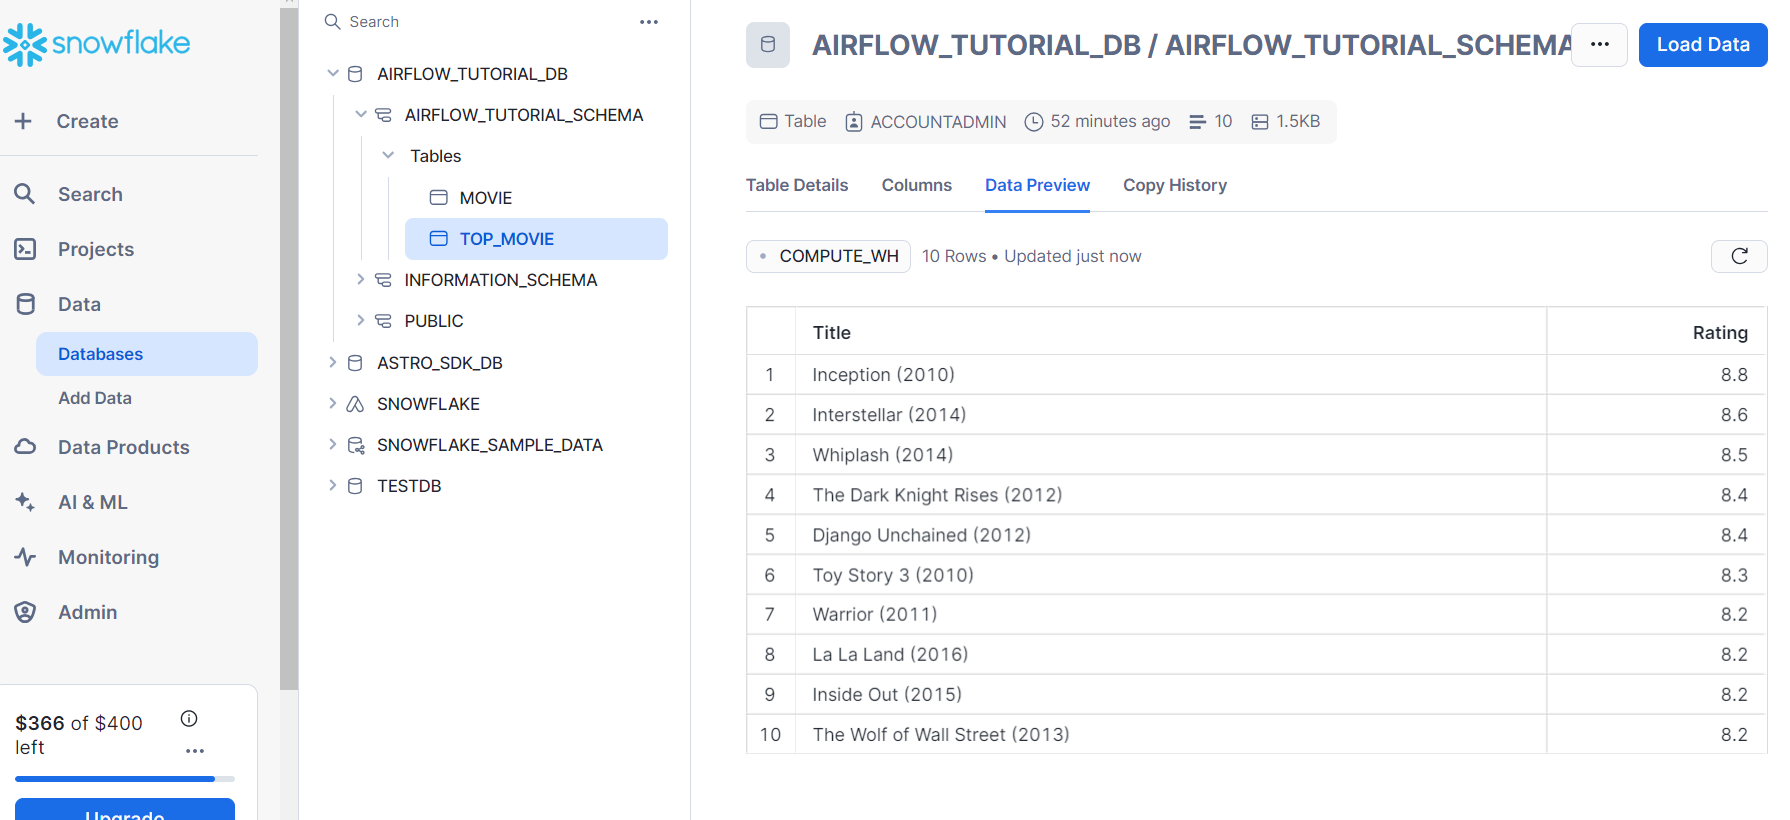 snowflake
Create
Search
Projects
Data
Databases
Add Data
Data Products
AI & ML
Monitoring
Admin
$366 of $400
left
Upgrade
Search
AIRFLOW_TUTORIAL_DB
AIRFLOW_TUTORIAL_SCHEMA
Tables
MOVIE
TOP_MOVIE
INFORMATION_SCHEMA
PUBLIC
ASTRO_SDK_DB
SNOWFLAKE
SNOWFLAKE_SAMPLE_DATA
TESTDB
AIRFLOW_TUTORIAL_DB / AIRFLOW_TUTORIAL_SCHEMA
Load Data
Table ACCOUNTADMIN 52 minutes ago 10 1.5KB
Table Details Columns Data Preview Copy History
COMPUTE_WH 10 Rows • Updated just now
Title Rating
1 Inception (2010) 8.8
2 Interstellar (2014) 8.6
3 Whiplash (2014) 8.5
4 The Dark Knight Rises (2012) 8.4
5 Django Unchained (2012) 8.4
6 Toy Story 3 (2010) 8.3
7 Warrior (2011) 8.2
8 La La Land (2016) 8.2
9 Inside Out (2015) 8.2
10 The Wolf of Wall Street (2013) 8.2